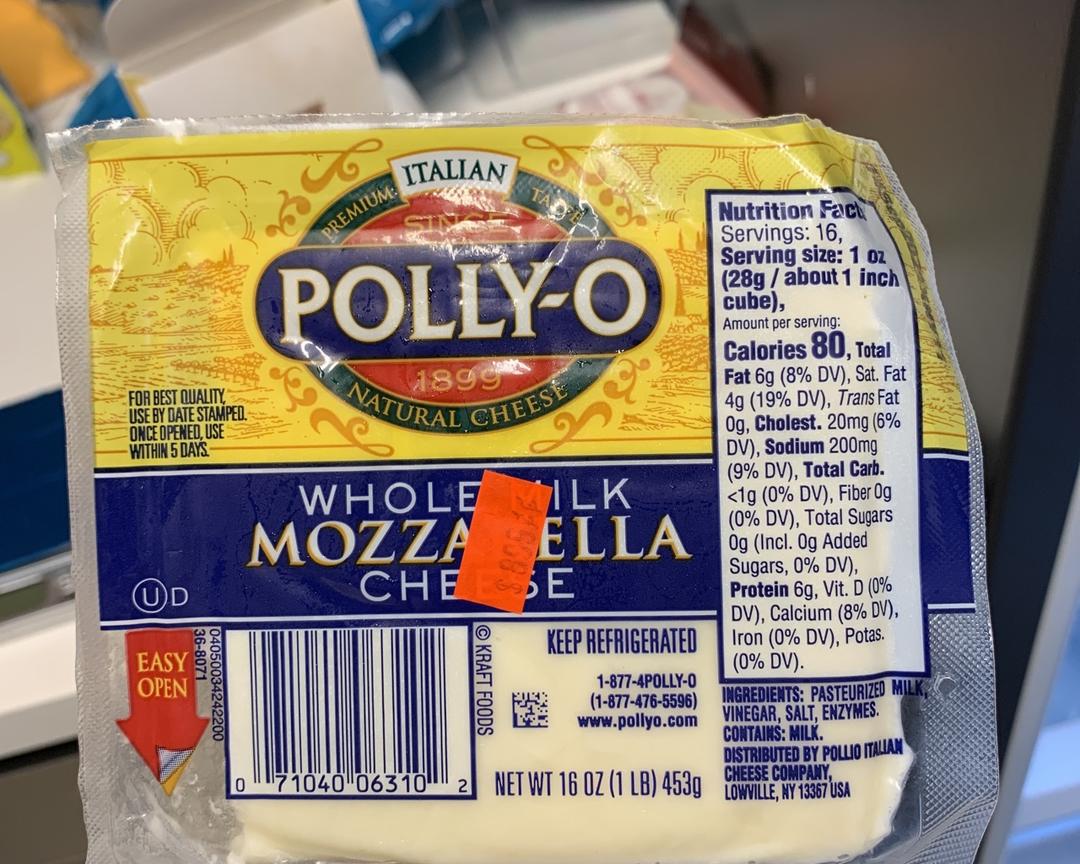 ITALIAN
PREMIUM
SINCE
POLLY-O
1899
NATURAL CHEESE
FOR BEST QUALITY,
USE BY DATE STAMPED.
ONCE OPENED, USE
WITHIN 5 DAYS.
WHOLE
MOZZA ELLA
CHE SE
U D
EASY
OPEN
36-8071
0 71040 06310 2
© KRAFT FOODS
KEEP REFRIGERATED
1-877-4POLLY-O
(1-877-476-5596)
www.pollyo.com
NET WT 16 OZ (1 LB) 453g
Nutrition Fact
Servings: 16,
Serving size: 1 oz
(28g / about 1 inch
cube),
Amount per serving:
Calories 80, Total
Fat 6g (8% DV), Sat. Fat
4g (19% DV), Trans Fat
0g, Cholest. 20mg (6%
DV), Sodium 200mg
(9% DV), Total Carb.
<1g (0% DV), Fiber 0g
(0% DV), Total Sugars
0g (Incl. 0g Added
Sugars, 0% DV),
Protein 6g, Vit. D (0%
DV), Calcium (8% DV),
Iron (0% DV), Potas.
(0% DV).
INGREDIENTS: PASTEURIZED MILK,
VINEGAR, SALT, ENZYMES.
CONTAINS: MILK.
DISTRIBUTED BY POLLIO ITALIAN
CHEESE COMPANY,
LOWVILLE, NY 13367 USA